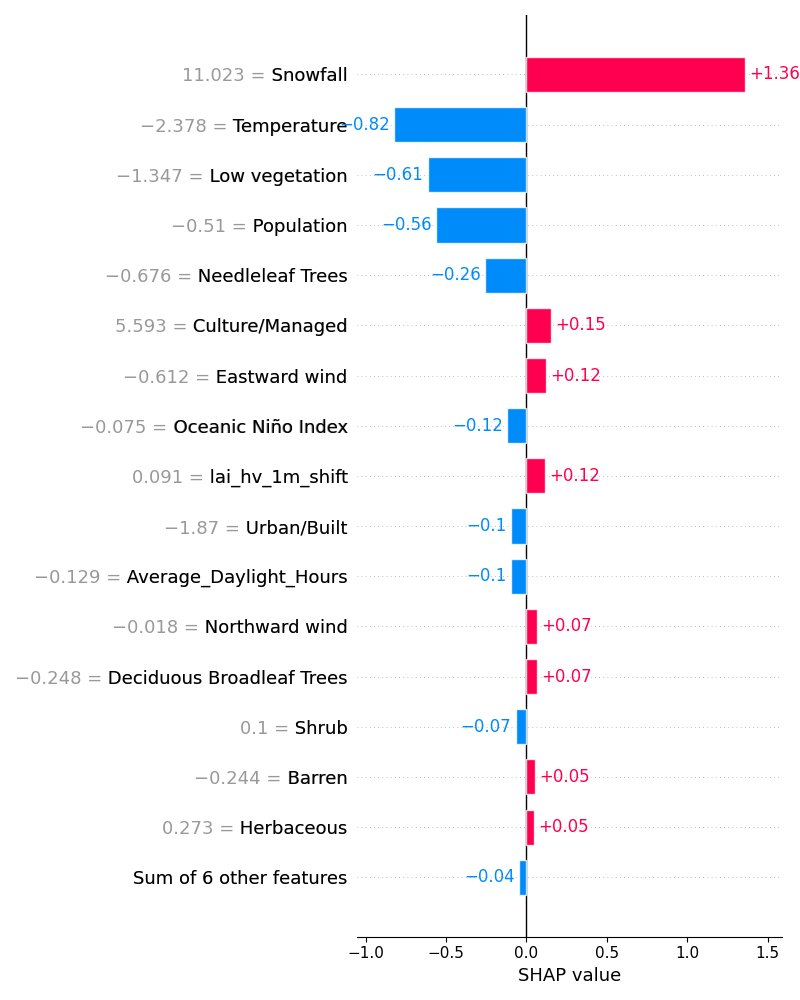 11.023 = Snowfall +1.36
−2.378 = Temperature −0.82
−1.347 = Low vegetation −0.61
−0.51 = Population −0.56
−0.676 = Needleleaf Trees −0.26
5.593 = Culture/Managed +0.15
−0.612 = Eastward wind +0.12
−0.075 = Oceanic Niño Index −0.12
0.091 = lai_hv_1m_shift +0.12
−1.87 = Urban/Built −0.1
−0.129 = Average_Daylight_Hours −0.1
−0.018 = Northward wind +0.07
−0.248 = Deciduous Broadleaf Trees +0.07
0.1 = Shrub −0.07
−0.244 = Barren +0.05
0.273 = Herbaceous +0.05
Sum of 6 other features −0.04
−1.0 −0.5 0.0 0.5 1.0 1.5
SHAP value